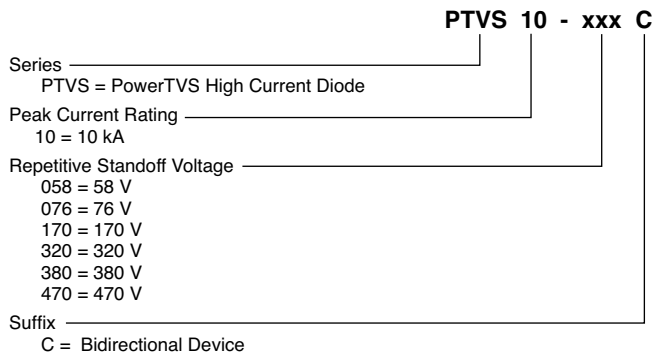 PTVS 10 - xxx C
Series
PTVS = PowerTVS High Current Diode
Peak Current Rating
10 = 10 kA
Repetitive Standoff Voltage
058 = 58 V
076 = 76 V
170 = 170 V
320 = 320 V
380 = 380 V
470 = 470 V
Suffix
C = Bidirectional Device